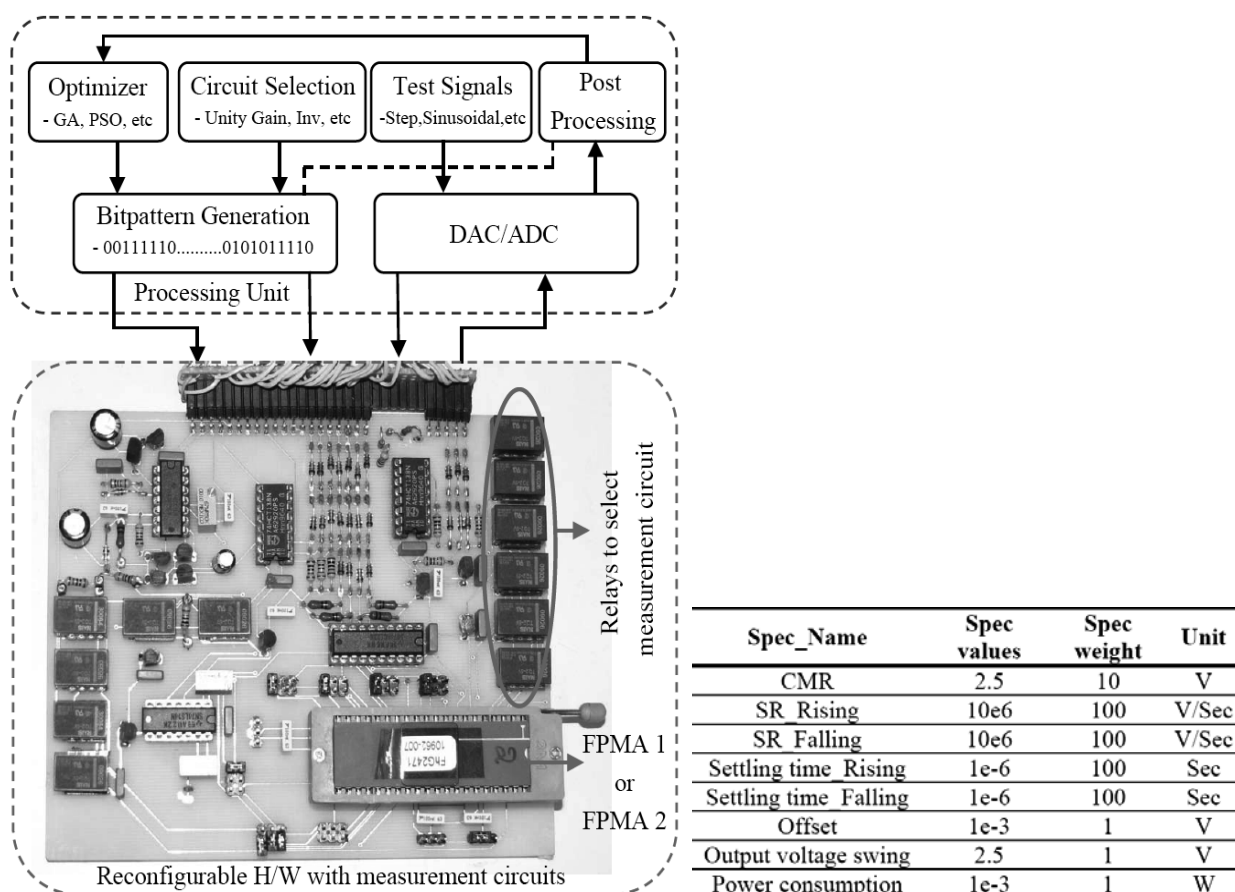 Optimizer
- GA, PSO, etc
Circuit Selection
- Unity Gain, Inv, etc
Test Signals
-Step,Sinusoidal,etc
Post
Processing
Bitpattern Generation
- 00111110..........0101011110
DAC/ADC
Processing Unit
Relays to select
measurement circuit
FPMA 1
or
FPMA 2
FhG2471
10962-007
Reconfigurable H/W with measurement circuits
Spec_Name Spec values Spec weight Unit
CMR 2.5 10 V
SR_Rising 10e6 100 V/Sec
SR_Falling 10e6 100 V/Sec
Settling time_Rising 1e-6 100 Sec
Settling time_Falling 1e-6 100 Sec
Offset 1e-3 1 V
Output voltage swing 2.5 1 V
Power consumption 1e-3 1 W